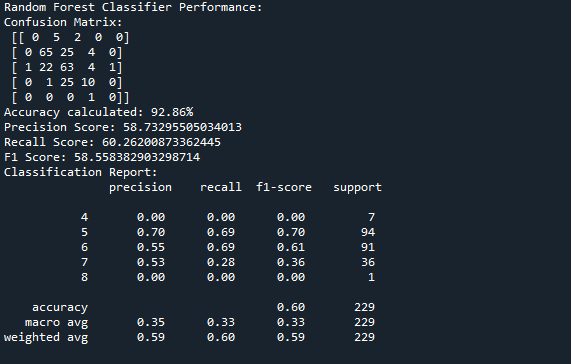 Random Forest Classifier Performance:
Confusion Matrix:
[[ 0 5 2 0 0]
[ 0 65 25 4 0]
[ 1 22 63 4 1]
[ 0 1 25 10 0]
[ 0 0 0 1 0]]
Accuracy calculated: 92.86%
Precision Score: 58.73295505034013
Recall Score: 60.26200873362445
F1 Score: 58.558382903298714
Classification Report:
precision recall f1-score support
4 0.00 0.00 0.00 7
5 0.70 0.69 0.70 94
6 0.55 0.69 0.61 91
7 0.53 0.28 0.36 36
8 0.00 0.00 0.00 1
accuracy 0.60 229
macro avg 0.35 0.33 0.33 229
weighted avg 0.59 0.60 0.59 229